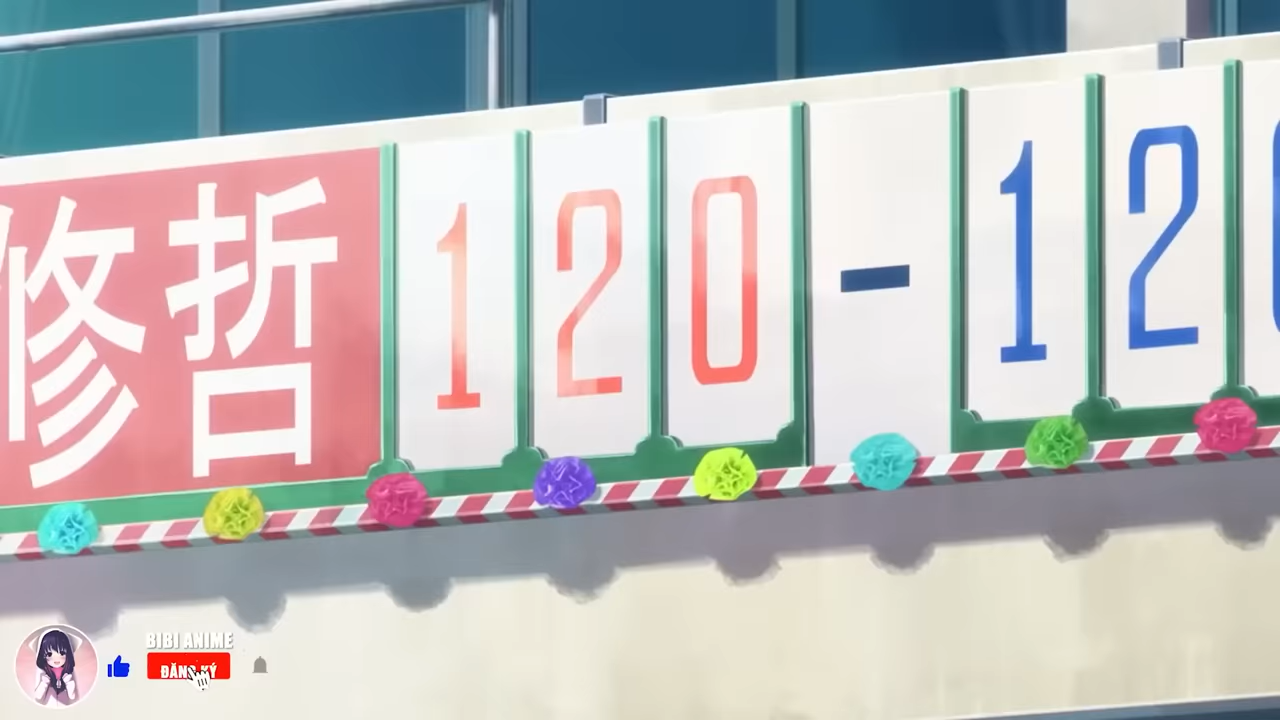 修哲 120 - 12
BIBI ANIME
ĐĂNG KÝ